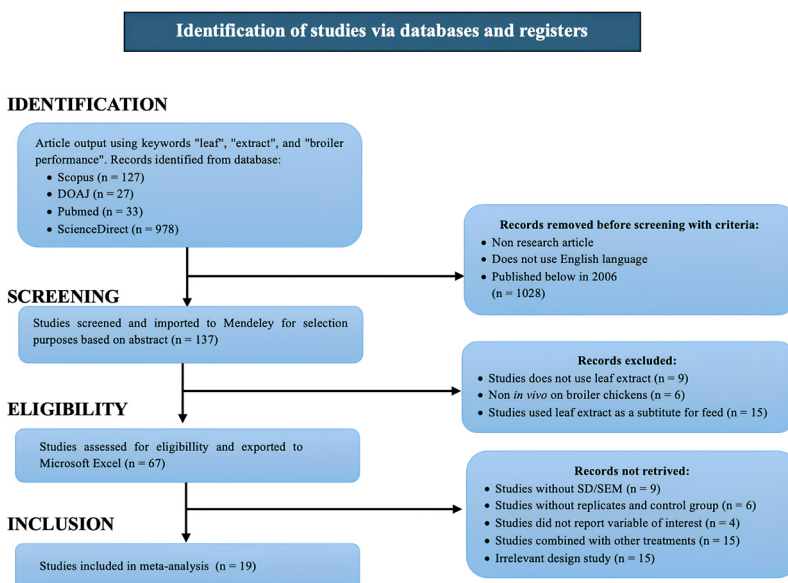 Identification of studies via databases and registers
IDENTIFICATION
Article output using keywords "leaf", "extract", and "broiler
performance". Records identified from database:
• Scopus (n = 127)
• DOAJ (n = 27)
• Pubmed (n = 33)
• ScienceDirect (n = 978)
Records removed before screening with criteria:
• Non research article
• Does not use English language
• Published below in 2006
(n = 1028)
SCREENING
Studies screened and imported to Mendeley for selection
purposes based on abstract (n = 137)
Records excluded:
• Studies does not use leaf extract (n = 9)
• Non in vivo on broiler chickens (n = 6)
• Studies used leaf extract as a subtitute for feed (n = 15)
ELIGIBILITY
Studies assessed for eligibillity and exported to
Microsoft Excel (n = 67)
Records not retrived:
• Studies without SD/SEM (n = 9)
• Studies without replicates and control group (n = 6)
• Studies did not report variable of interest (n = 4)
• Studies combined with other treatments (n = 15)
• Irrelevant design study (n = 15)
INCLUSION
Studies included in meta-analysis (n = 19)